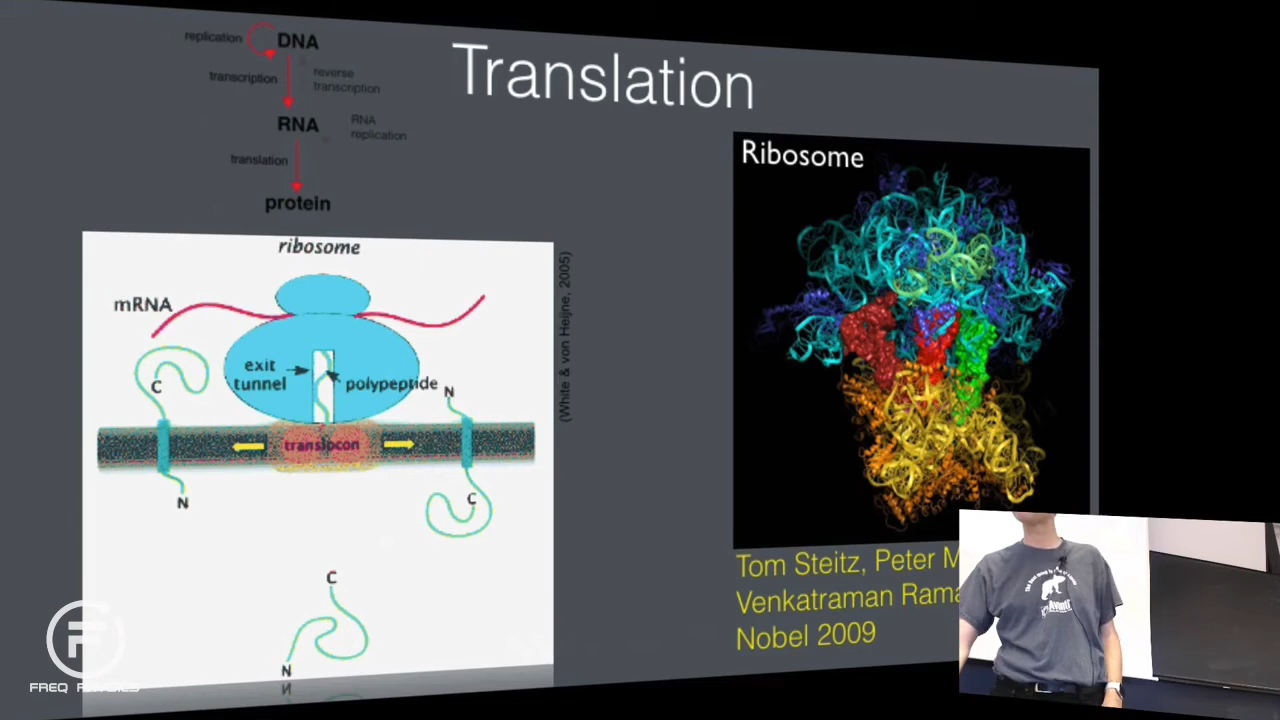 Translation
replication
DNA
transcription
reverse
transcription
RNA
RNA
replication
translation
protein
ribosome
mRNA
exit
tunnel
polypeptide
C
N
translocon
N
C
C
N
(White & von Heijne, 2005)
Ribosome
Tom Steitz, Peter
Venkatraman
Nobel 2009
FREQ